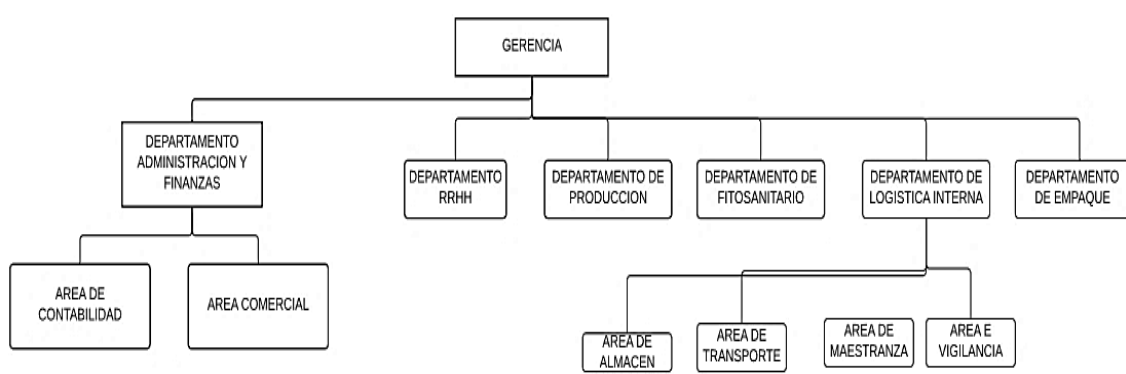 GERENCIA
DEPARTAMENTO
ADMINISTRACION Y
FINANZAS
DEPARTAMENTO
RRHH
DEPARTAMENTO DE
PRODUCCION
DEPARTAMENTO DE
FITOSANITARIO
DEPARTAMENTO DE
LOGISTICA INTERNA
DEPARTAMENTO
DE EMPAQUE
AREA DE
CONTABILIDAD
AREA COMERCIAL
AREA DE
ALMACEN
AREA DE
TRANSPORTE
AREA DE
MAESTRANZA
AREA E
VIGILANCIA